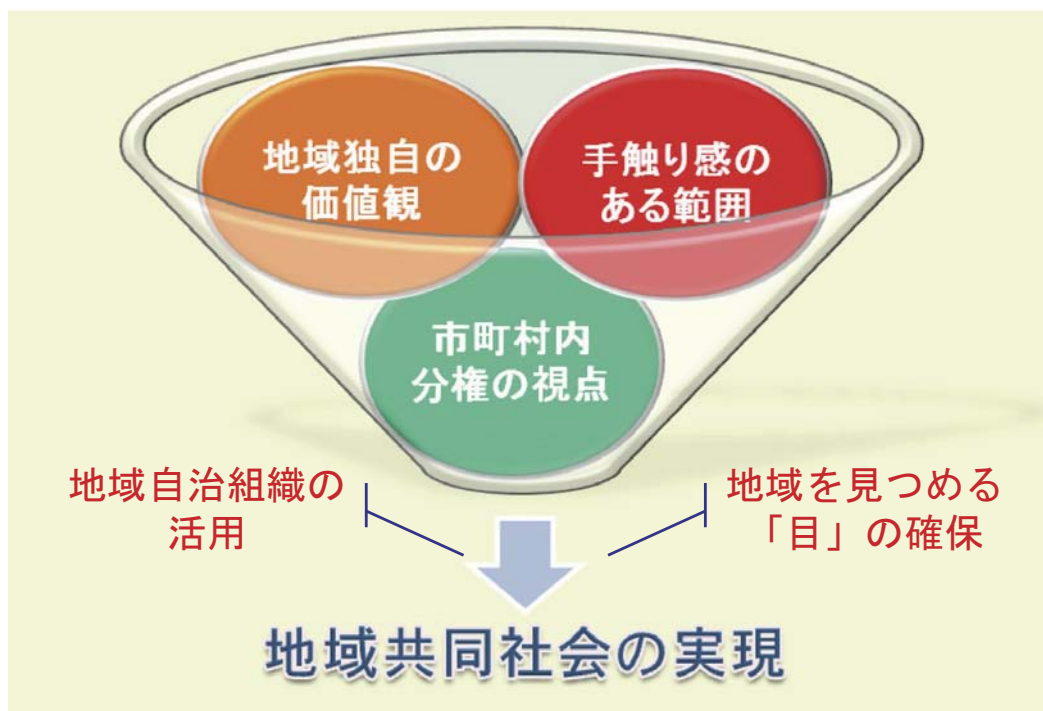 地域独自の
価値観
手触り感の
ある範囲
市町村内
分権の視点
地域自治組織の
活用
地域を見つめる
「目」の確保
地域共同社会の実現